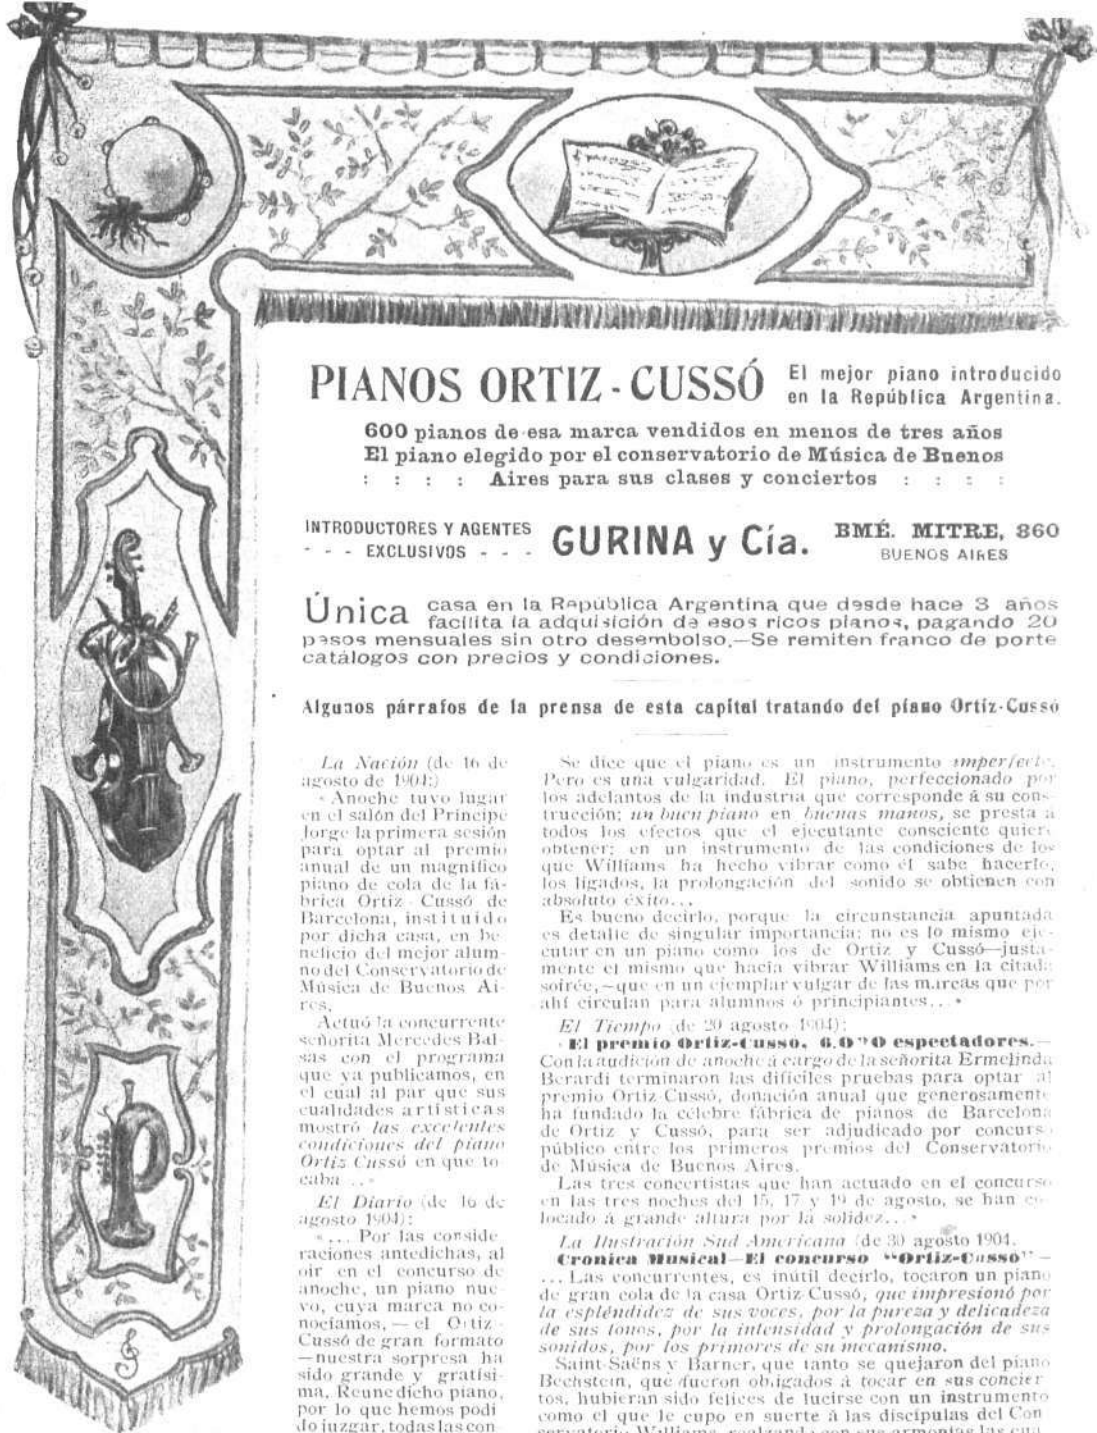 PIANOS ORTIZ-CUSSÓ El mejor piano introducido
en la República Argentina.
600 pianos de esa marca vendidos en menos de tres años
El piano elegido por el conservatorio de Música de Buenos
: : : : Aires para sus clases y conciertos : : : :
INTRODUCTORES Y AGENTES
- - - EXCLUSIVOS - - -
GURINA y Cía.
BMÉ. MITRE, 860
BUENOS AIRES
Única casa en la República Argentina que desde hace 3 años
facilita la adquisición de esos ricos pianos, pagando 20
pesos mensuales sin otro desembolso.—Se remiten franco de porte
catálogos con precios y condiciones.
Algunos párrafos de la prensa de esta capital tratando del piano Ortiz-Cussó
La Nación (de 16 de
agosto de 1904:)
«Anoche tuvo lugar
en el salón del Príncipe
Jorge la primera sesión
para optar al premio
anual de un magnífico
piano de cola de la fá-
brica Ortiz Cussó de
Barcelona, instituido
por dicha casa, en be-
neficio del mejor alum-
no del Conservatorio de
Música de Buenos Ai-
res.
Actuó la concurrente
señorita Mercedes Bal-
sas con el programa
que ya publicamos, en
el cual al par que sus
cualidades artísticas
mostró las excelentes
condiciones del piano
Ortiz Cussó en que to
caba ..»
El Diario (de 16 de
agosto 1904):
«... Por las conside
raciones antedichas, al
oir en el concurso de
anoche, un piano nue-
vo, cuya marca no co-
nocíamos, — el Ortiz-
Cussó de gran formato
—nuestra sorpresa ha
sido grande y gratísi-
ma. Reune dicho piano,
por lo que hemos podi
do juzgar, todas las con-
Se dice que el piano es un instrumento imperfecto.
Pero es una vulgaridad. El piano, perfeccionado por
los adelantos de la industria que corresponde á su cons-
trucción; un buen piano en buenas manos, se presta a
todos los efectos que el ejecutante consciente quiere
obtener; en un instrumento de las condiciones de los
que Williams ha hecho vibrar como él sabe hacerlo,
los ligados, la prolongación del sonido se obtienen con
absoluto éxito...
Es bueno decirlo, porque la circunstancia apuntada
es detalle de singular importancia: no es lo mismo eje-
cutar en un piano como los de Ortiz y Cussó—justa-
mente el mismo que hacía vibrar Williams en la citada
soirée,—que en un ejemplar vulgar de las marcas que por
ahí circulan para alumnos ó principiantes...»
El Tiempo (de 20 agosto 1904):
«El premio Ortiz-Cussó. 6.000 espectadores.—
Con la audición de anoche á cargo de la señorita Ermelinda
Berardi terminaron las difíciles pruebas para optar al
premio Ortiz Cussó, donación anual que generosamente
ha fundado la célebre fábrica de pianos de Barcelona
de Ortiz y Cussó, para ser adjudicado por concurso
público entre los primeros premios del Conservatorio
de Música de Buenos Aires.
Las tres concertistas que han actuado en el concurso
en las tres noches del 15, 17 y 19 de agosto, se han co-
locado á grande altura por la solidez...»
La Ilustración Sud Americana (de 30 agosto 1904.
Cronica Musical—El concurso “Ortiz-Cussó”—
... Las concurrentes, es inútil decirlo, tocaron un piano
de gran cola de la casa Ortiz Cussó, que impresionó por
la espléndidez de sus voces, por la pureza y delicadeza
de sus tonos, por la intensidad y prolongación de sus
sonidos, por los primores de su mecanismo.
Saint-Saëns y Barner, que tanto se quejaron del piano
Bechstein, que fueron obligados á tocar en sus concier
tos, hubieran sido felices de lucirse con un instrumento
como el que le cupo en suerte á las discípulas del Con
servatorio Williams, realzando con sus armonías las cua